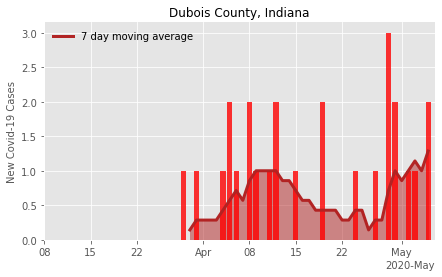 Dubois County, Indiana
7 day moving average
New Covid-19 Cases
3.0
2.5
2.0
1.5
1.0
0.5
0.0
08 15 22 Apr 08 15 22 May
2020-May